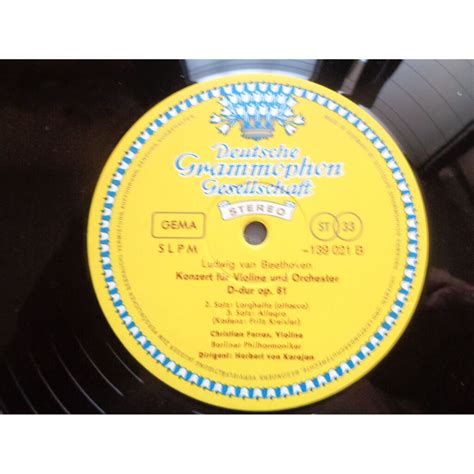 Deutsche
Grammophon
Gesellschaft
STEREO
GEMA
ST 33
SLPM
139 021 B
Ludwig van Beethoven
Konzert für Violine und Orchester
D-dur op. 61
2. Satz: Larghetto (attacca)
3. Satz: Allegro
(Kadenz: Fritz Kreisler)
Christian Ferras, Violine
Berliner Philharmoniker
Dirigent: Herbert von Karajan